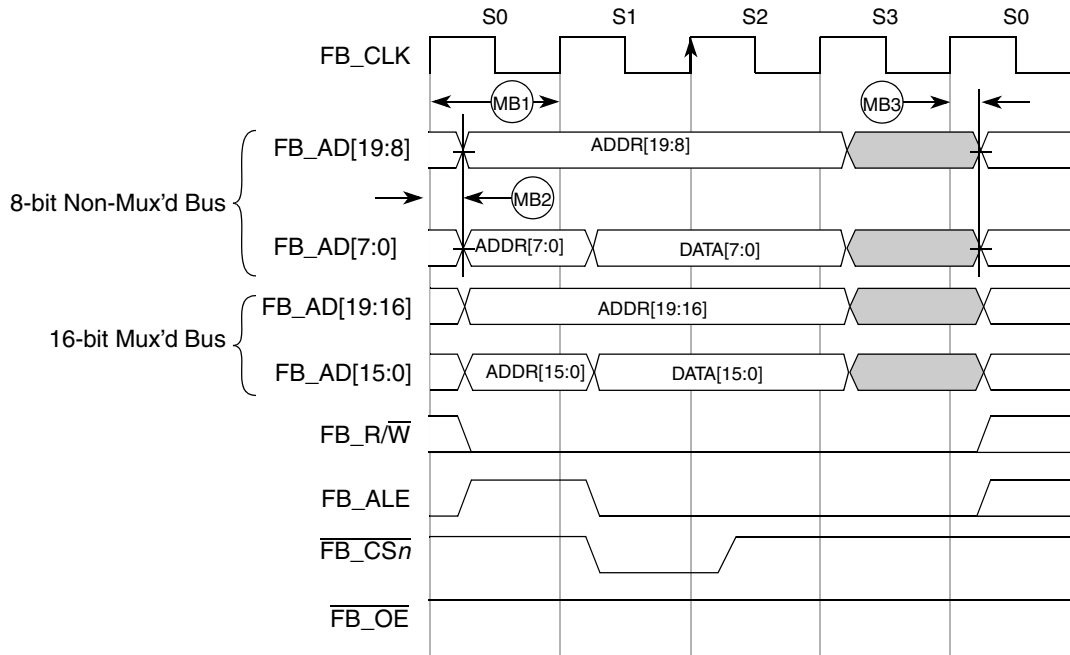 S0 S1 S2 S3 S0
FB_CLK
MB1 MB3
FB_AD[19:8] ADDR[19:8]
8-bit Non-Mux'd Bus
MB2
FB_AD[7:0] ADDR[7:0] DATA[7:0]
FB_AD[19:16] ADDR[19:16]
16-bit Mux'd Bus
FB_AD[15:0] ADDR[15:0] DATA[15:0]
FB_R/W̅
FB_ALE
F̅B̅_̅C̅S̅n̅
F̅B̅_̅O̅E̅